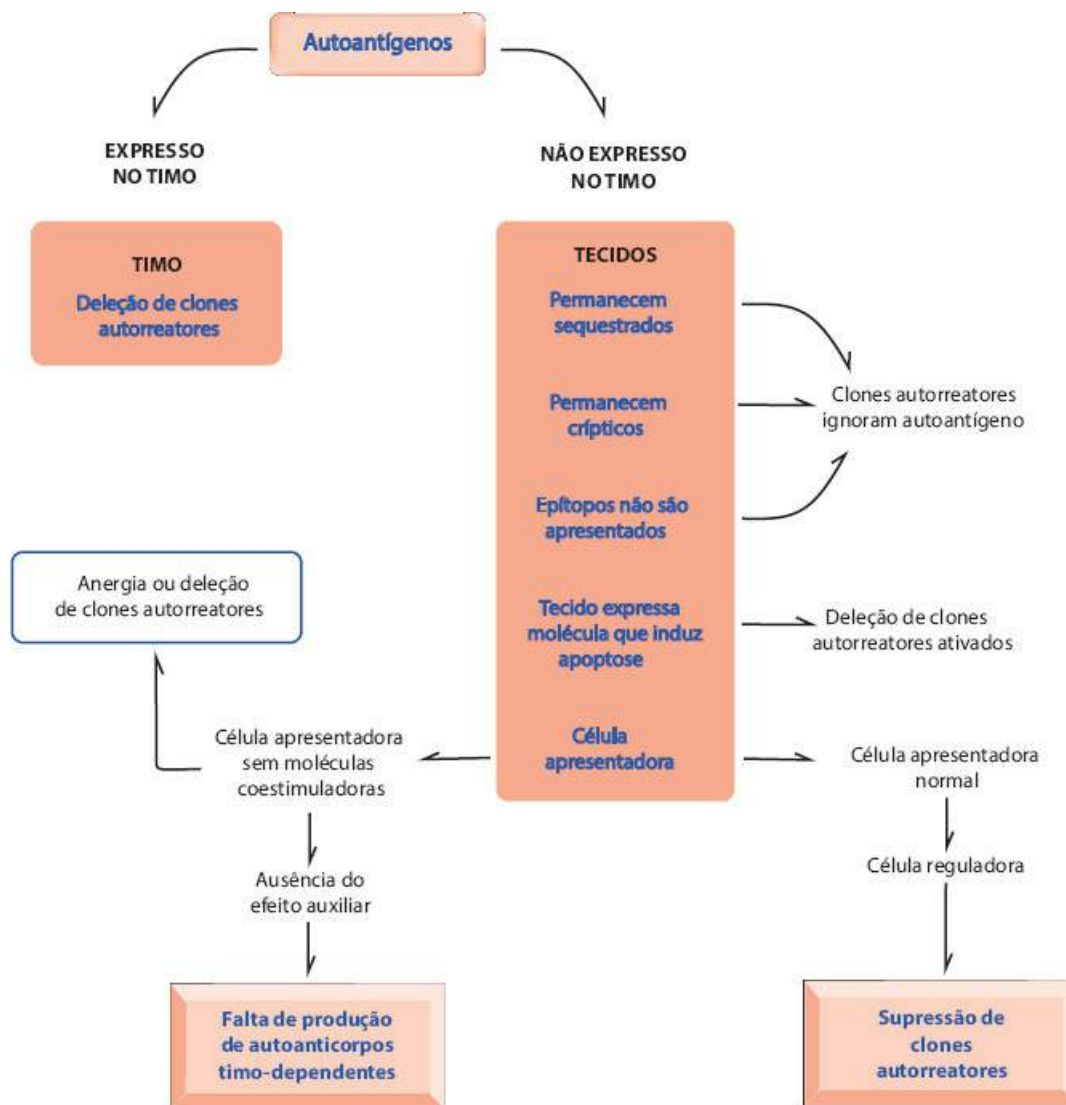 Autoantígenos
EXPRESSO
NO TIMO
NÃO EXPRESSO
NO TIMO
TIMO
Deleção de clones
autorreatores
TECIDOS
Permanecem
sequestrados
Permanecem
crípticos
Epítopos não são
apresentados
Tecido expressa
molécula que induz
apoptose
Célula
apresentadora
Clones autorreatores
ignoram autoantígeno
Deleção de clones
autorreatores ativados
Anergia ou deleção
de clones autorreatores
Célula apresentadora
sem moléculas
coestimuladoras
Célula apresentadora
normal
Ausência do
efeito auxiliar
Célula reguladora
Falta de produção
de autoanticorpos
timo-dependentes
Supressão de
clones
autorreatores